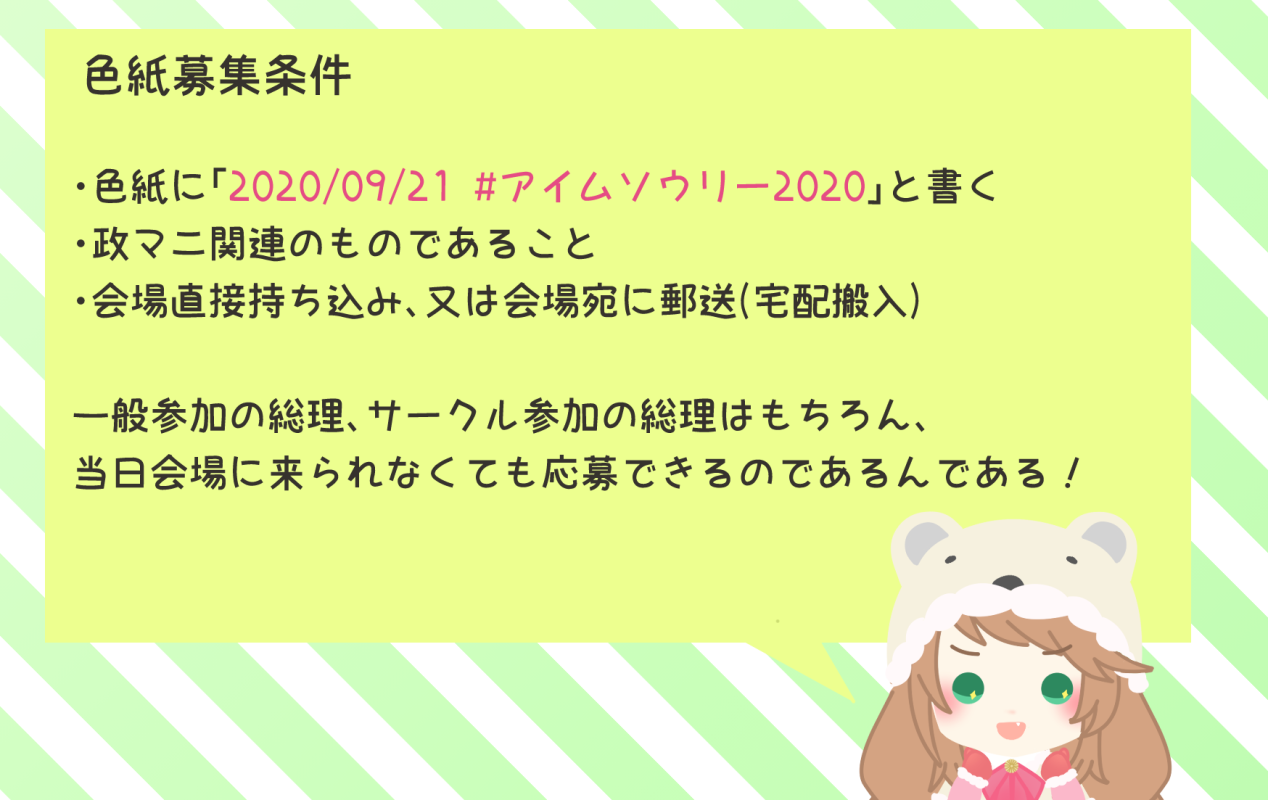 色紙募集条件
・色紙に「2020/09/21 #アイムソウリー2020」と書く
・政マニ関連のものであること
・会場直接持ち込み、又は会場宛に郵送(宅配搬入)
一般参加の総理、サークル参加の総理はもちろん、
当日会場に来られなくても応募できるのであるんである！